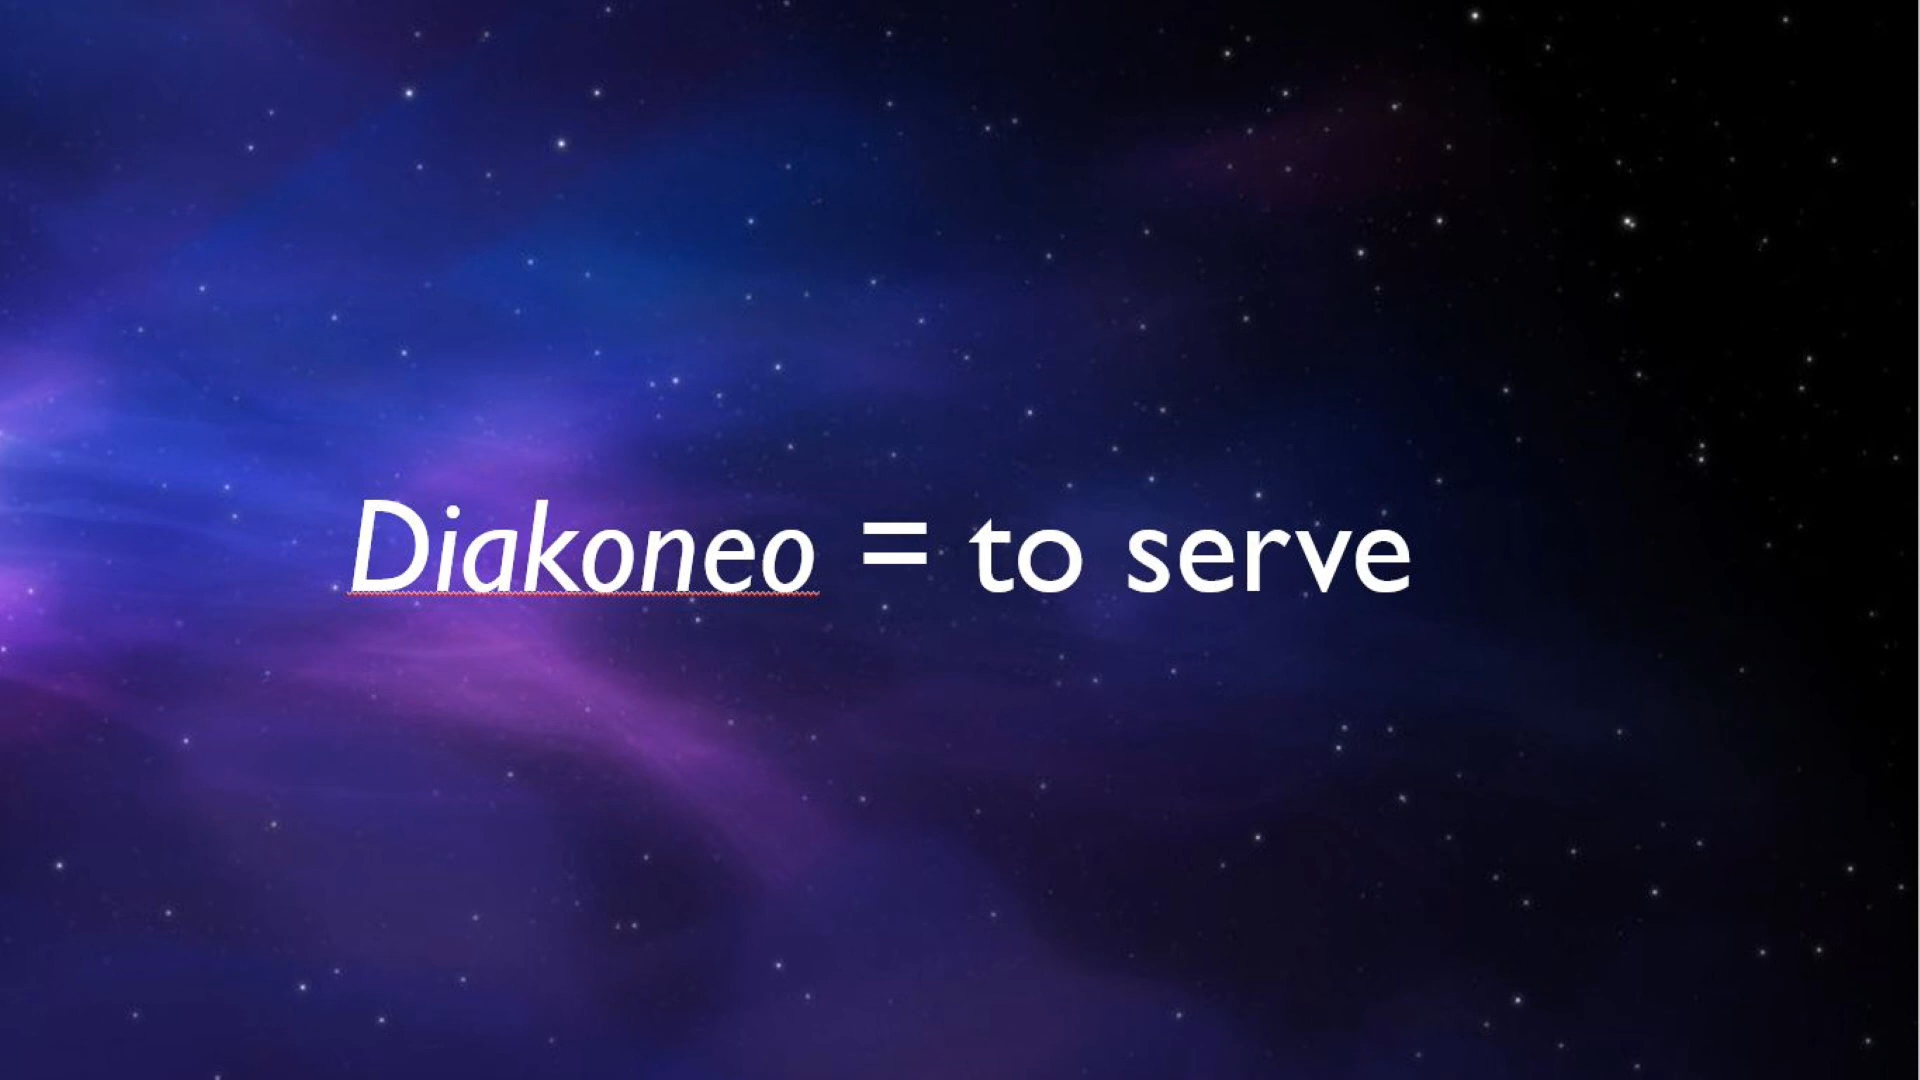 Diakoneo = to serve